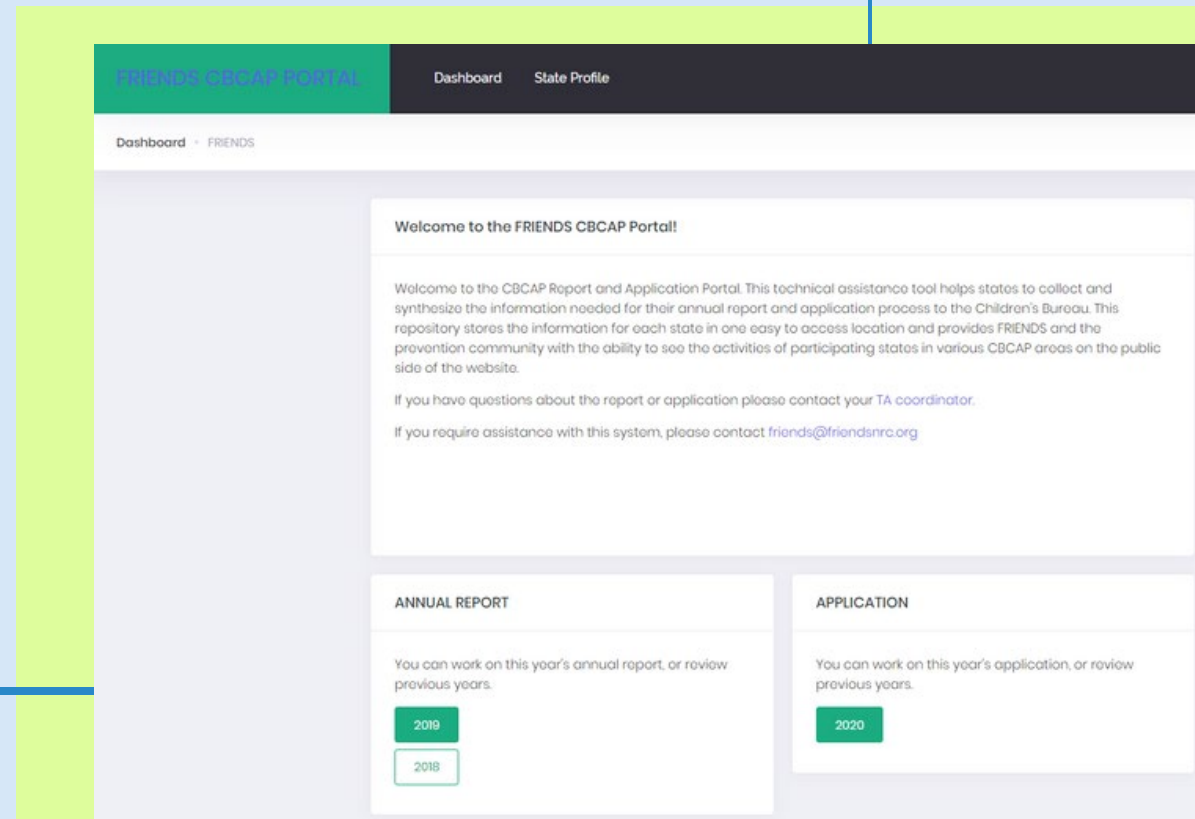 FRIENDS CBCAP PORTAL
Dashboard State Profile
Dashboard • FRIENDS
Welcome to the FRIENDS CBCAP Portal!
Welcome to the CBCAP Report and Application Portal. This technical assistance tool helps states to collect and
synthesize the information needed for their annual report and application process to the Children's Bureau. This
repository stores the information for each state in one easy to access location and provides FRIENDS and the
prevention community with the ability to see the activities of participating states in various CBCAP areas on the public
side of the website.
If you have questions about the report or application please contact your TA coordinator.
If you require assistance with this system, please contact friends@friendsnrc.org
ANNUAL REPORT
You can work on this year's annual report, or review
previous years.
2019
2018
APPLICATION
You can work on this year's application, or review
previous years.
2020